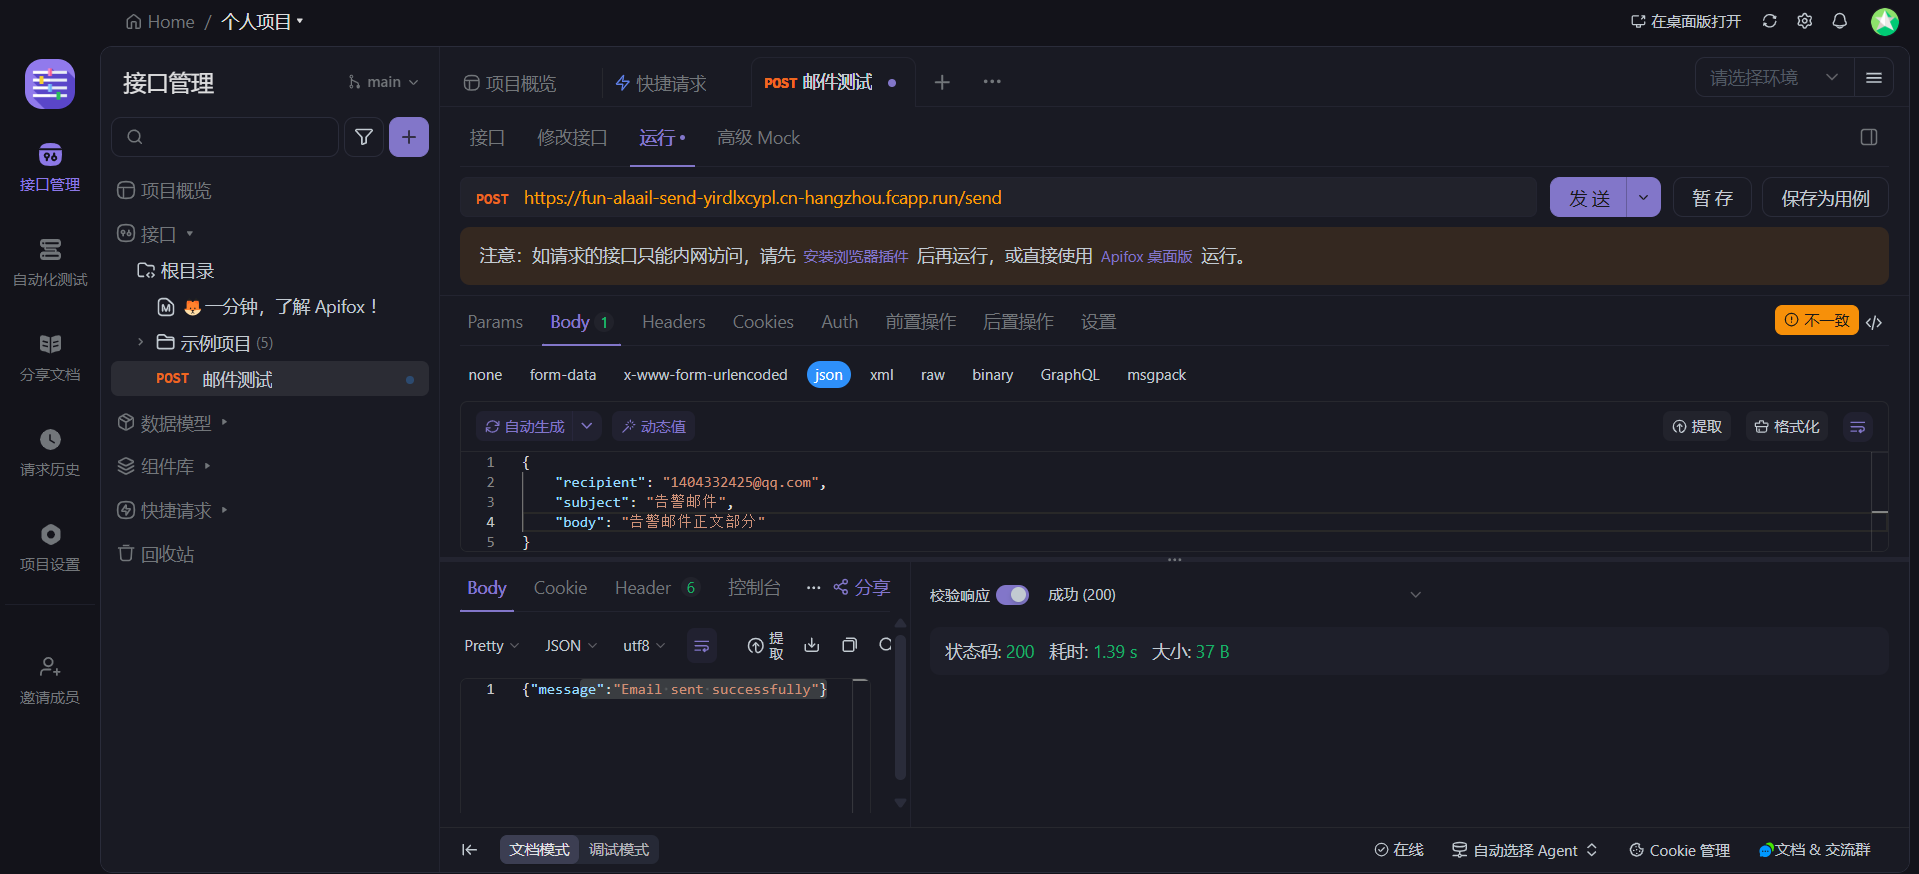 Home / 个人项目
在桌面版打开
接口管理
自动化测试
分享文档
请求历史
项目设置
邀请成员
接口管理
main
项目概览
接口
根目录
一分钟，了解 Apifox！
示例项目 (5)
POST 邮件测试
数据模型
组件库
快捷请求
回收站
项目概览
快捷请求
POST 邮件测试
请选择环境
接口 修改接口 运行 高级 Mock
POST https://fun-alaail-send-yirdlxcypl.cn-hangzhou.fcapp.run/send
发 送
暂 存
保存为用例
注意：如请求的接口只能内网访问，请先 安装浏览器插件 后再运行，或直接使用 Apifox 桌面版 运行。
Params Body 1 Headers Cookies Auth 前置操作 后置操作 设置
不一致
none form-data x-www-form-urlencoded json xml raw binary GraphQL msgpack
自动生成 动态值
提取 格式化
1 {
2 "recipient": "1404332425@qq.com",
3 "subject": "告警邮件",
4 "body": "告警邮件正文部分"
5 }
Body Cookie Header 6 控制台 ··· 分享
Pretty JSON utf8 提取
1 {"message":"Email sent successfully"}
校验响应 成功 (200)
状态码: 200 耗时: 1.39 s 大小: 37 B
文档模式 调试模式
在线 自动选择 Agent Cookie 管理 文档 & 交流群